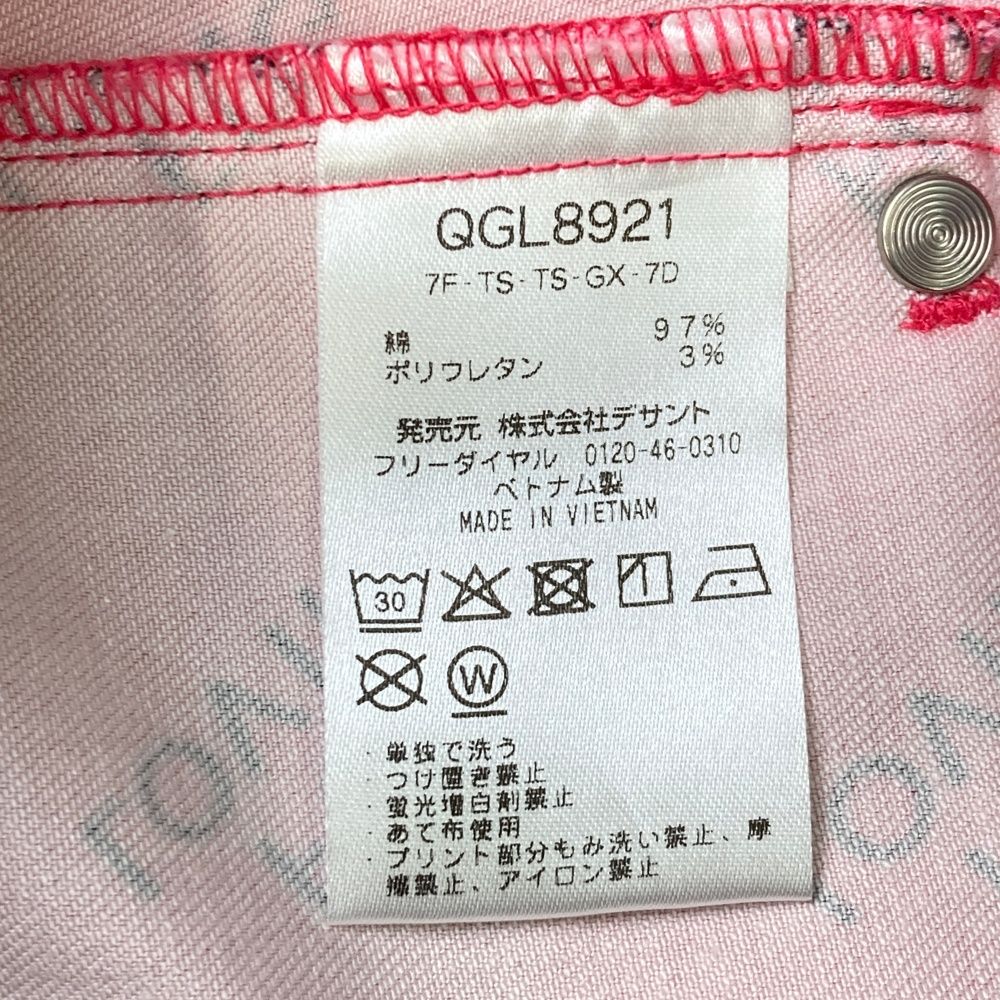 QGL8921
7F-TS-TS-GX-7D
綿 97%
ポリウレタン 3%
発売元 株式会社デサント
フリーダイヤル 0120-46-0310
ベトナム製
MADE IN VIETNAM
30
W
・単独で洗う
・つけ置き禁止
・蛍光増白剤禁止
・あて布使用
・プリント部分もみ洗い禁止、摩
擦禁止、アイロン禁止